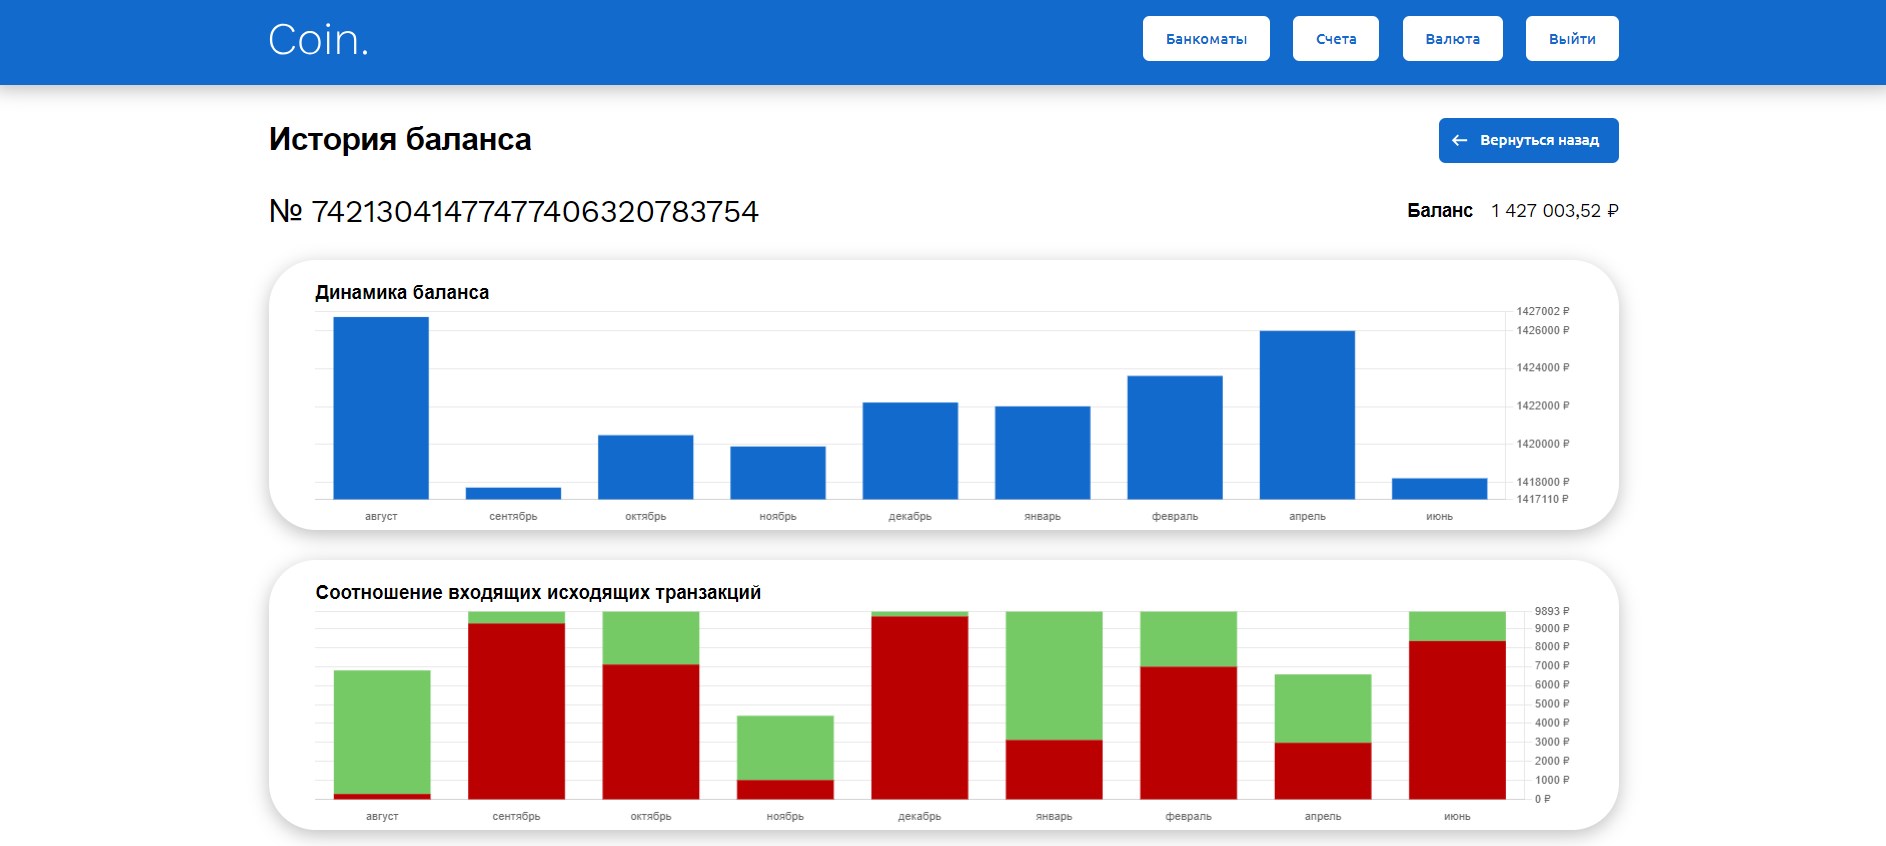 Coin.
Банкоматы
Счета
Валюта
Выйти
История баланса
Вернуться назад
№ 74213041477477406320783754
Баланс 1 427 003,52 ₽
Динамика баланса
1427002 ₽
1426000 ₽
1424000 ₽
1422000 ₽
1420000 ₽
1418000 ₽
1417110 ₽
август сентябрь октябрь ноябрь декабрь январь февраль апрель июнь
Соотношение входящих исходящих транзакций
9893 ₽
9000 ₽
8000 ₽
7000 ₽
6000 ₽
5000 ₽
4000 ₽
3000 ₽
2000 ₽
1000 ₽
0 ₽
август сентябрь октябрь ноябрь декабрь январь февраль апрель июнь